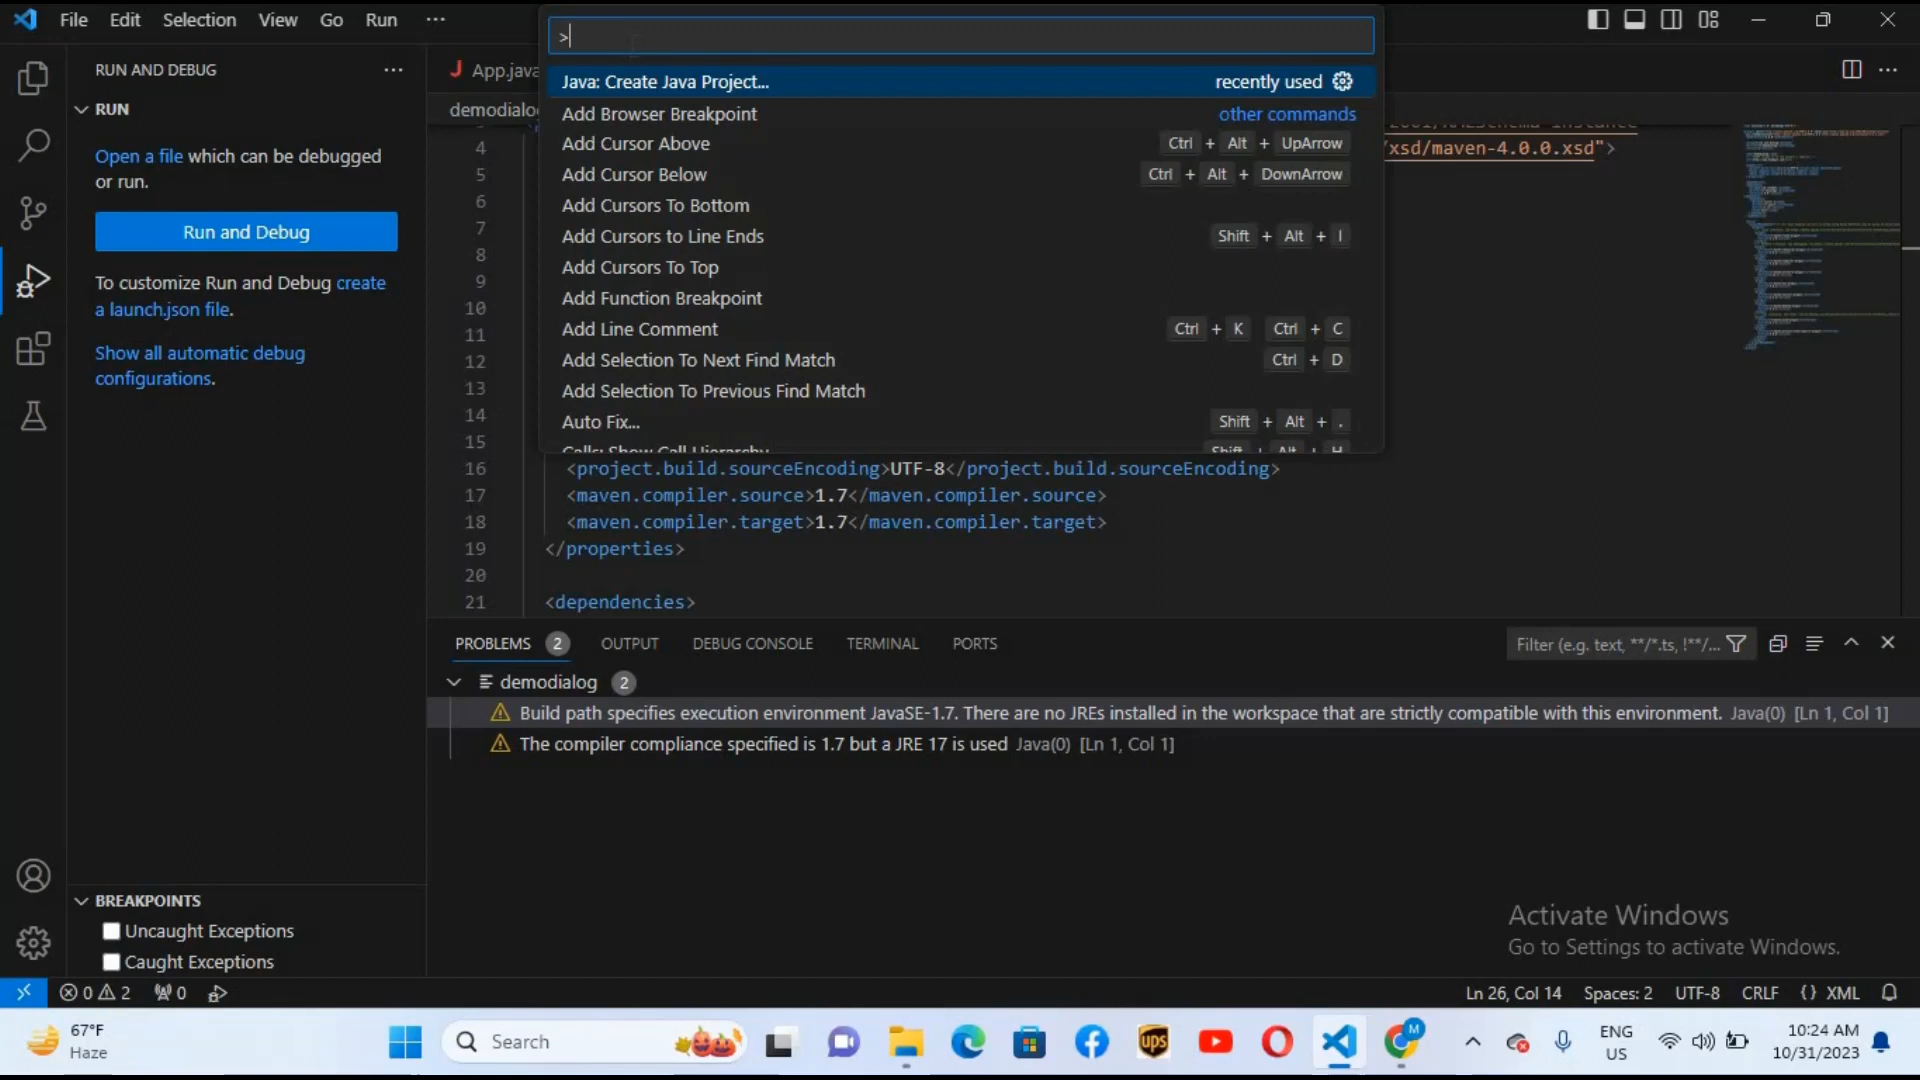 File Edit Selection View Go Run ···
>
RUN AND DEBUG ···
RUN
Open a file which can be debugged
or run.
Run and Debug
To customize Run and Debug create
a launch.json file.
Show all automatic debug
configurations.
BREAKPOINTS
Uncaught Exceptions
Caught Exceptions
J App.java
demodialog
Java: Create Java Project... recently used
Add Browser Breakpoint other commands
Add Cursor Above Ctrl + Alt + UpArrow
Add Cursor Below Ctrl + Alt + DownArrow
Add Cursors To Bottom
Add Cursors to Line Ends Shift + Alt + I
Add Cursors To Top
Add Function Breakpoint
Add Line Comment Ctrl + K Ctrl + C
Add Selection To Next Find Match Ctrl + D
Add Selection To Previous Find Match
Auto Fix... Shift + Alt + .
Calls: Show Call Hierarchy Shift + Alt + H
4 /xsd/maven-4.0.0.xsd">
5
6
7
8
9
10
11
12
13
14
15
16 <project.build.sourceEncoding>UTF-8</project.build.sourceEncoding>
17 <maven.compiler.source>1.7</maven.compiler.source>
18 <maven.compiler.target>1.7</maven.compiler.target>
19 </properties>
20
21 <dependencies>
PROBLEMS 2 OUTPUT DEBUG CONSOLE TERMINAL PORTS Filter (e.g. text, **/*.ts, !**/...
demodialog 2
Build path specifies execution environment JavaSE-1.7. There are no JREs installed in the workspace that are strictly compatible with this environment. Java(0) [Ln 1, Col 1]
The compiler compliance specified is 1.7 but a JRE 17 is used Java(0) [Ln 1, Col 1]
Activate Windows
Go to Settings to activate Windows.
0 2 0 Ln 26, Col 14 Spaces: 2 UTF-8 CRLF {} XML
67°F
Haze
Search
ups
M
ENG
US
10:24 AM
10/31/2023